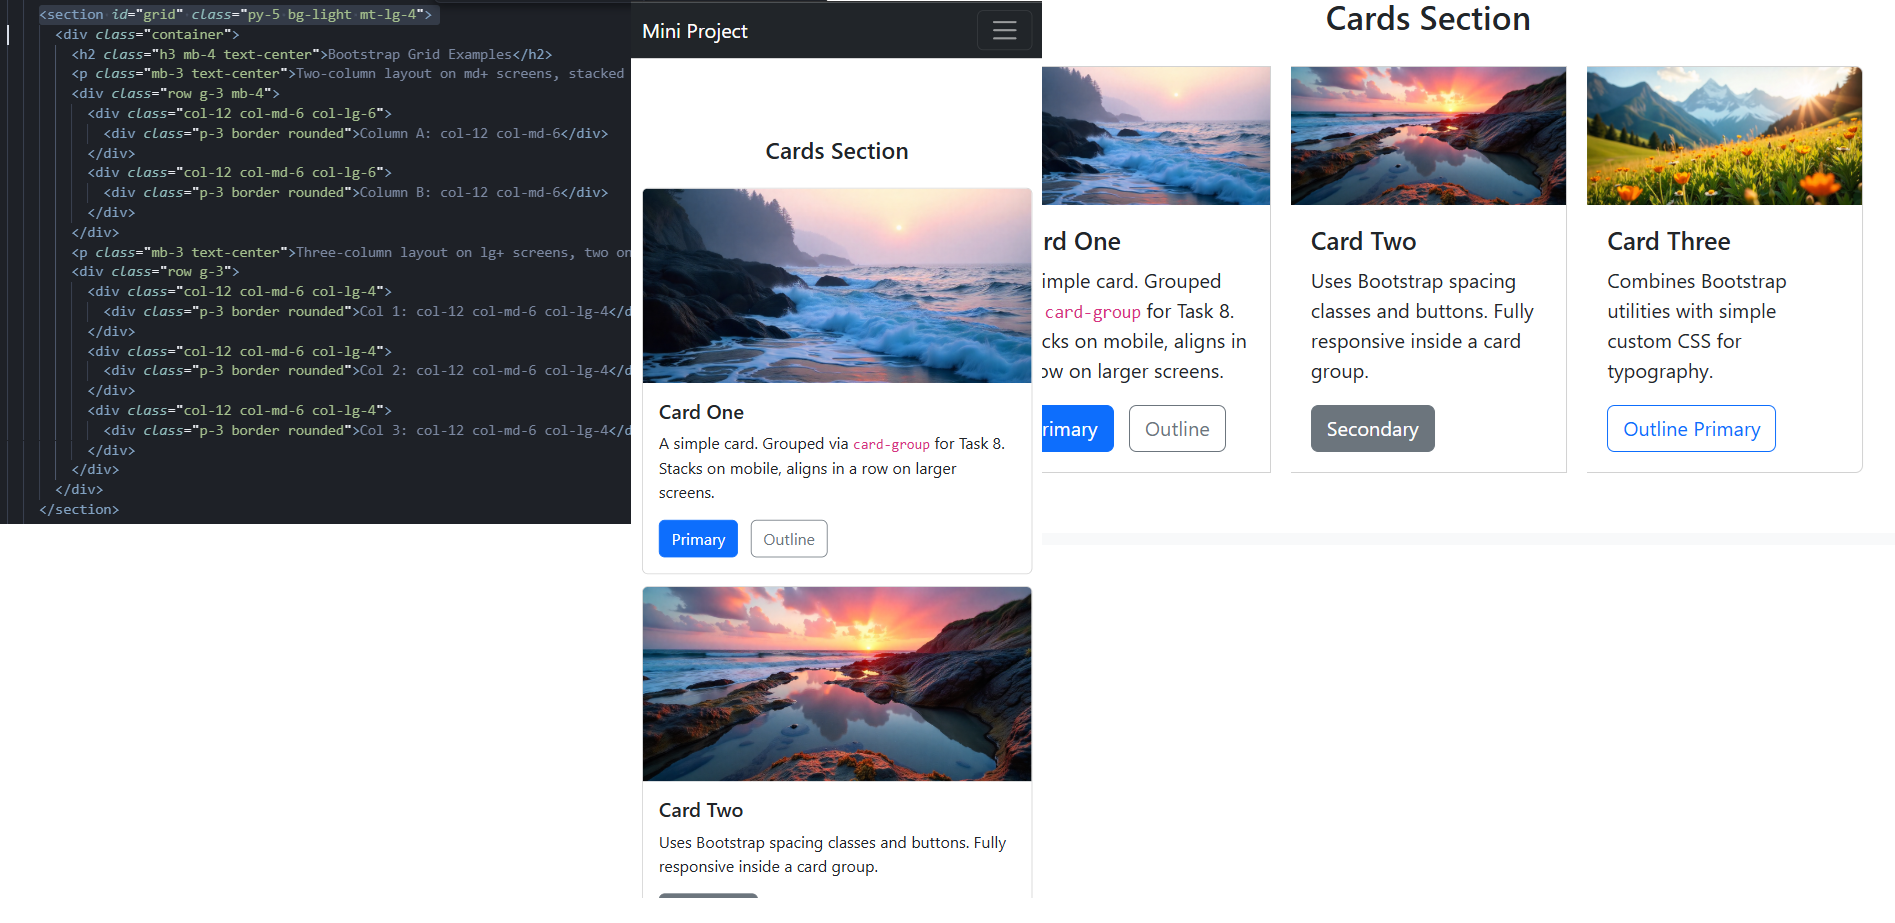 <section id="grid" class="py-5 bg-light mt-lg-4">
<div class="container">
<h2 class="h3 mb-4 text-center">Bootstrap Grid Examples</h2>
<p class="mb-3 text-center">Two-column layout on md+ screens, stacked
<div class="row g-3 mb-4">
<div class="col-12 col-md-6 col-lg-6">
<div class="p-3 border rounded">Column A: col-12 col-md-6</div>
</div>
<div class="col-12 col-md-6 col-lg-6">
<div class="p-3 border rounded">Column B: col-12 col-md-6</div>
</div>
</div>
<p class="mb-3 text-center">Three-column layout on lg+ screens, two on
<div class="row g-3">
<div class="col-12 col-md-6 col-lg-4">
<div class="p-3 border rounded">Col 1: col-12 col-md-6 col-lg-4</d
</div>
<div class="col-12 col-md-6 col-lg-4">
<div class="p-3 border rounded">Col 2: col-12 col-md-6 col-lg-4</d
</div>
<div class="col-12 col-md-6 col-lg-4">
<div class="p-3 border rounded">Col 3: col-12 col-md-6 col-lg-4</d
</div>
</div>
</div>
</section>
Mini Project
Cards Section
Card One
A simple card. Grouped via card-group for Task 8.
Stacks on mobile, aligns in a row on larger
screens.
Primary
Outline
Card Two
Uses Bootstrap spacing classes and buttons. Fully
responsive inside a card group.
Cards Section
rd One
imple card. Grouped
card-group for Task 8.
cks on mobile, aligns in
ow on larger screens.
rimary
Outline
Card Two
Uses Bootstrap spacing
classes and buttons. Fully
responsive inside a card
group.
Secondary
Card Three
Combines Bootstrap
utilities with simple
custom CSS for
typography.
Outline Primary